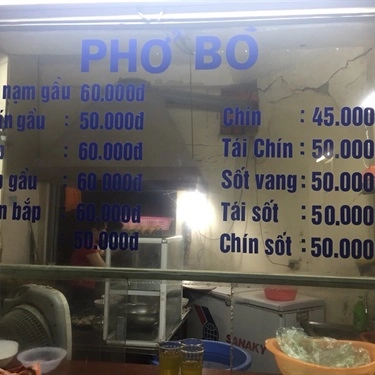 PHỞ BÒ
nạm gầu 60.000đ
gầu : 50.000đ
: 60.000đ
gầu : 60.000đ
bắp 60.000đ
50.000đ
Chín : 45.000
Tái Chín : 50.000
Sốt vang : 50.000
Tái sốt : 50.000
Chín sốt : 50.000
SANAKY